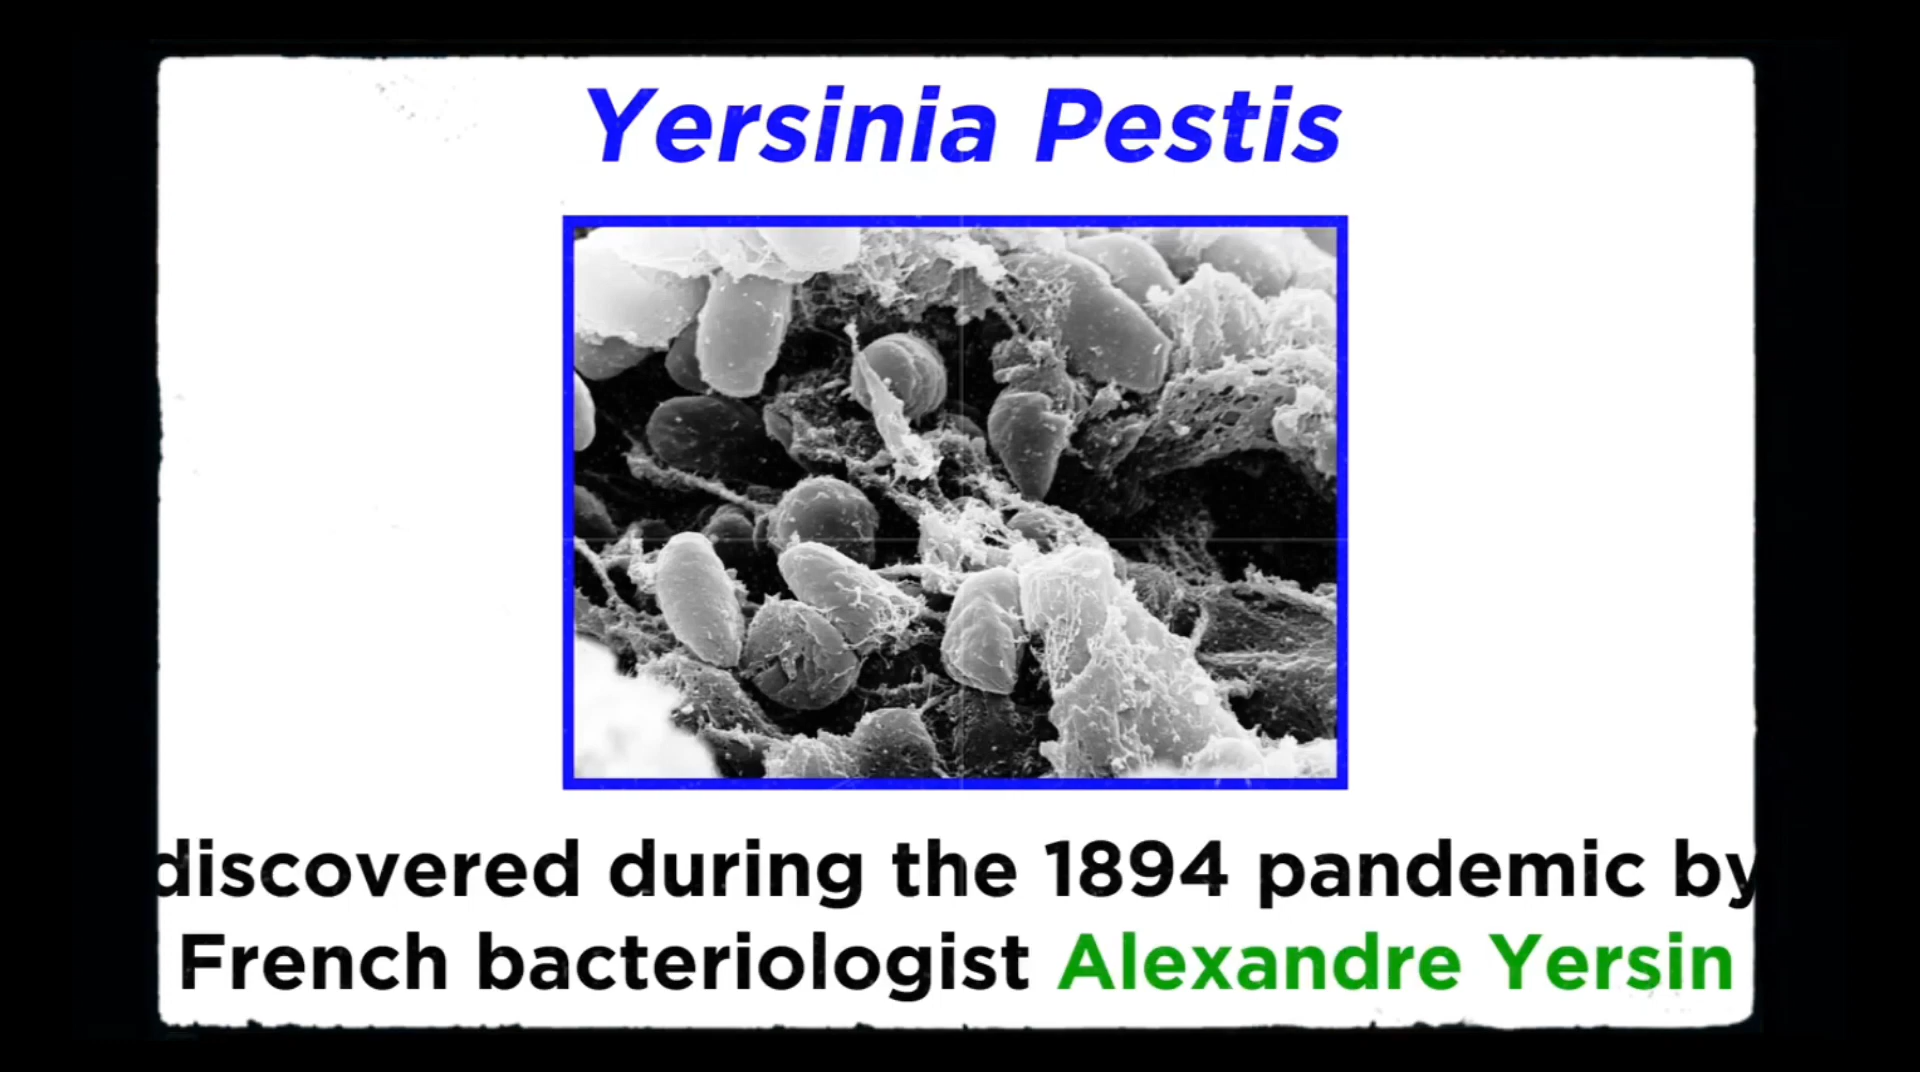 Yersinia Pestis
discovered during the 1894 pandemic by
French bacteriologist Alexandre Yersin